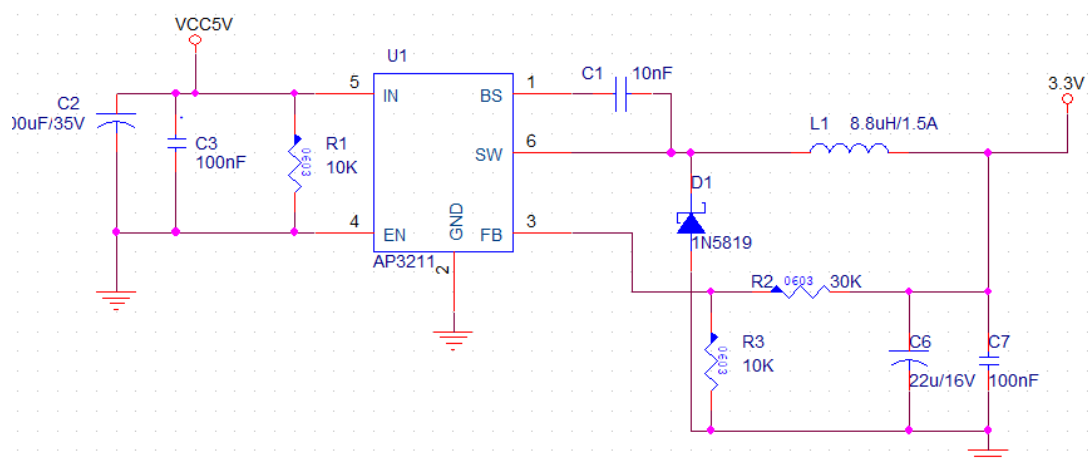 VCC5V
U1
C2
00uF/35V
C3
100nF
R1
10K
0603
5
IN
4
EN
GND
2
AP3211
BS
1
SW
6
FB
3
C1
10nF
L1
8.8uH/1.5A
3.3V
D1
1N5819
R2
0603
30K
R3
10K
0603
C6
22u/16V
C7
100nF